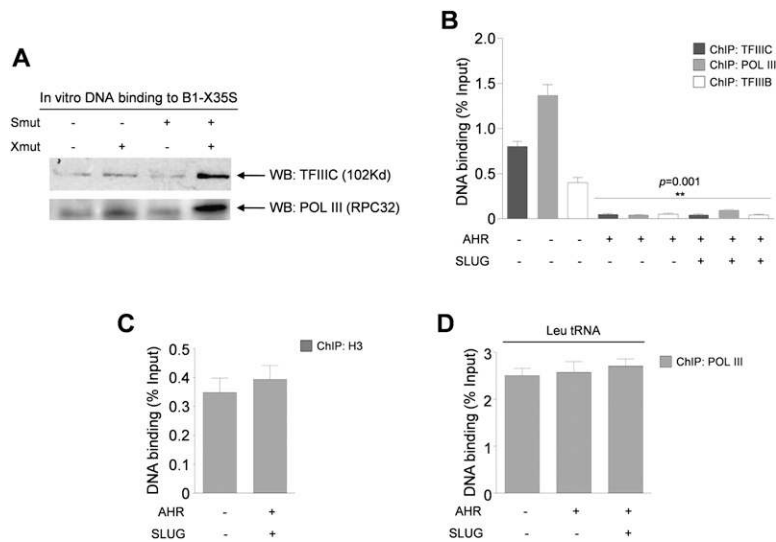 A
In vitro DNA binding to B1-X35S
Smut - - + +
Xmut - + - +
WB: TFIIIC (102Kd)
WB: POL III (RPC32)
B
ChIP: TFIIIC
ChIP: POL III
ChIP: TFIIIB
DNA binding (% Input)
2.0
1.5
1.0
0.5
0
p=0.001
**
AHR - - - + + + + + +
SLUG - - - - - - + + +
C
ChIP: H3
DNA binding (% Input)
0.5
0.4
0.3
0.2
0.1
0
AHR - +
SLUG - +
D
Leu tRNA
ChIP: POL III
DNA binding (% Input)
3
2
1
0
AHR - + +
SLUG - - +